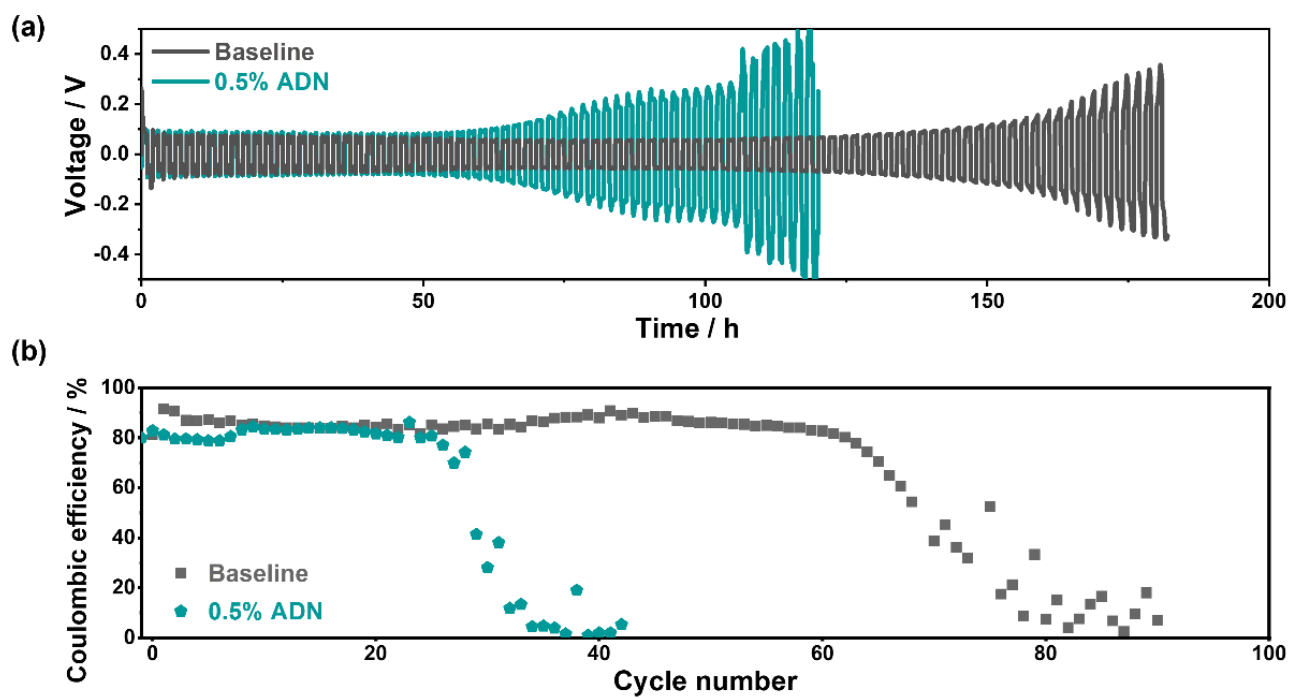 (a)
Baseline
0.5% ADN
Voltage / V
0.4
0.2
0.0
-0.2
-0.4
0 50 100 150 200
Time / h
(b)
Coulombic efficiency / %
100
80
60
40
20
0
Baseline
0.5% ADN
0 20 40 60 80 100
Cycle number